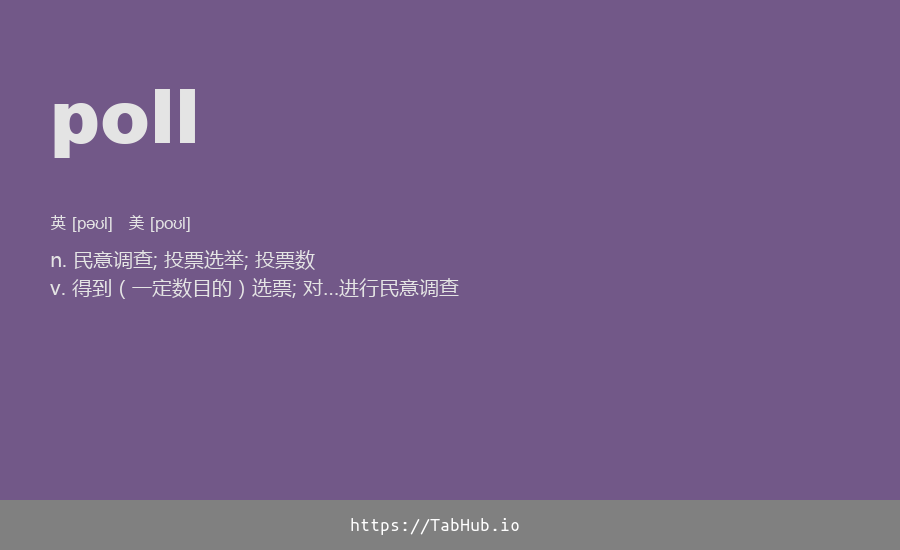 poll
英 [pəʊl] 美 [poʊl]
n. 民意调查; 投票选举; 投票数
v. 得到（一定数目的）选票; 对…进行民意调查
https://TabHub.io